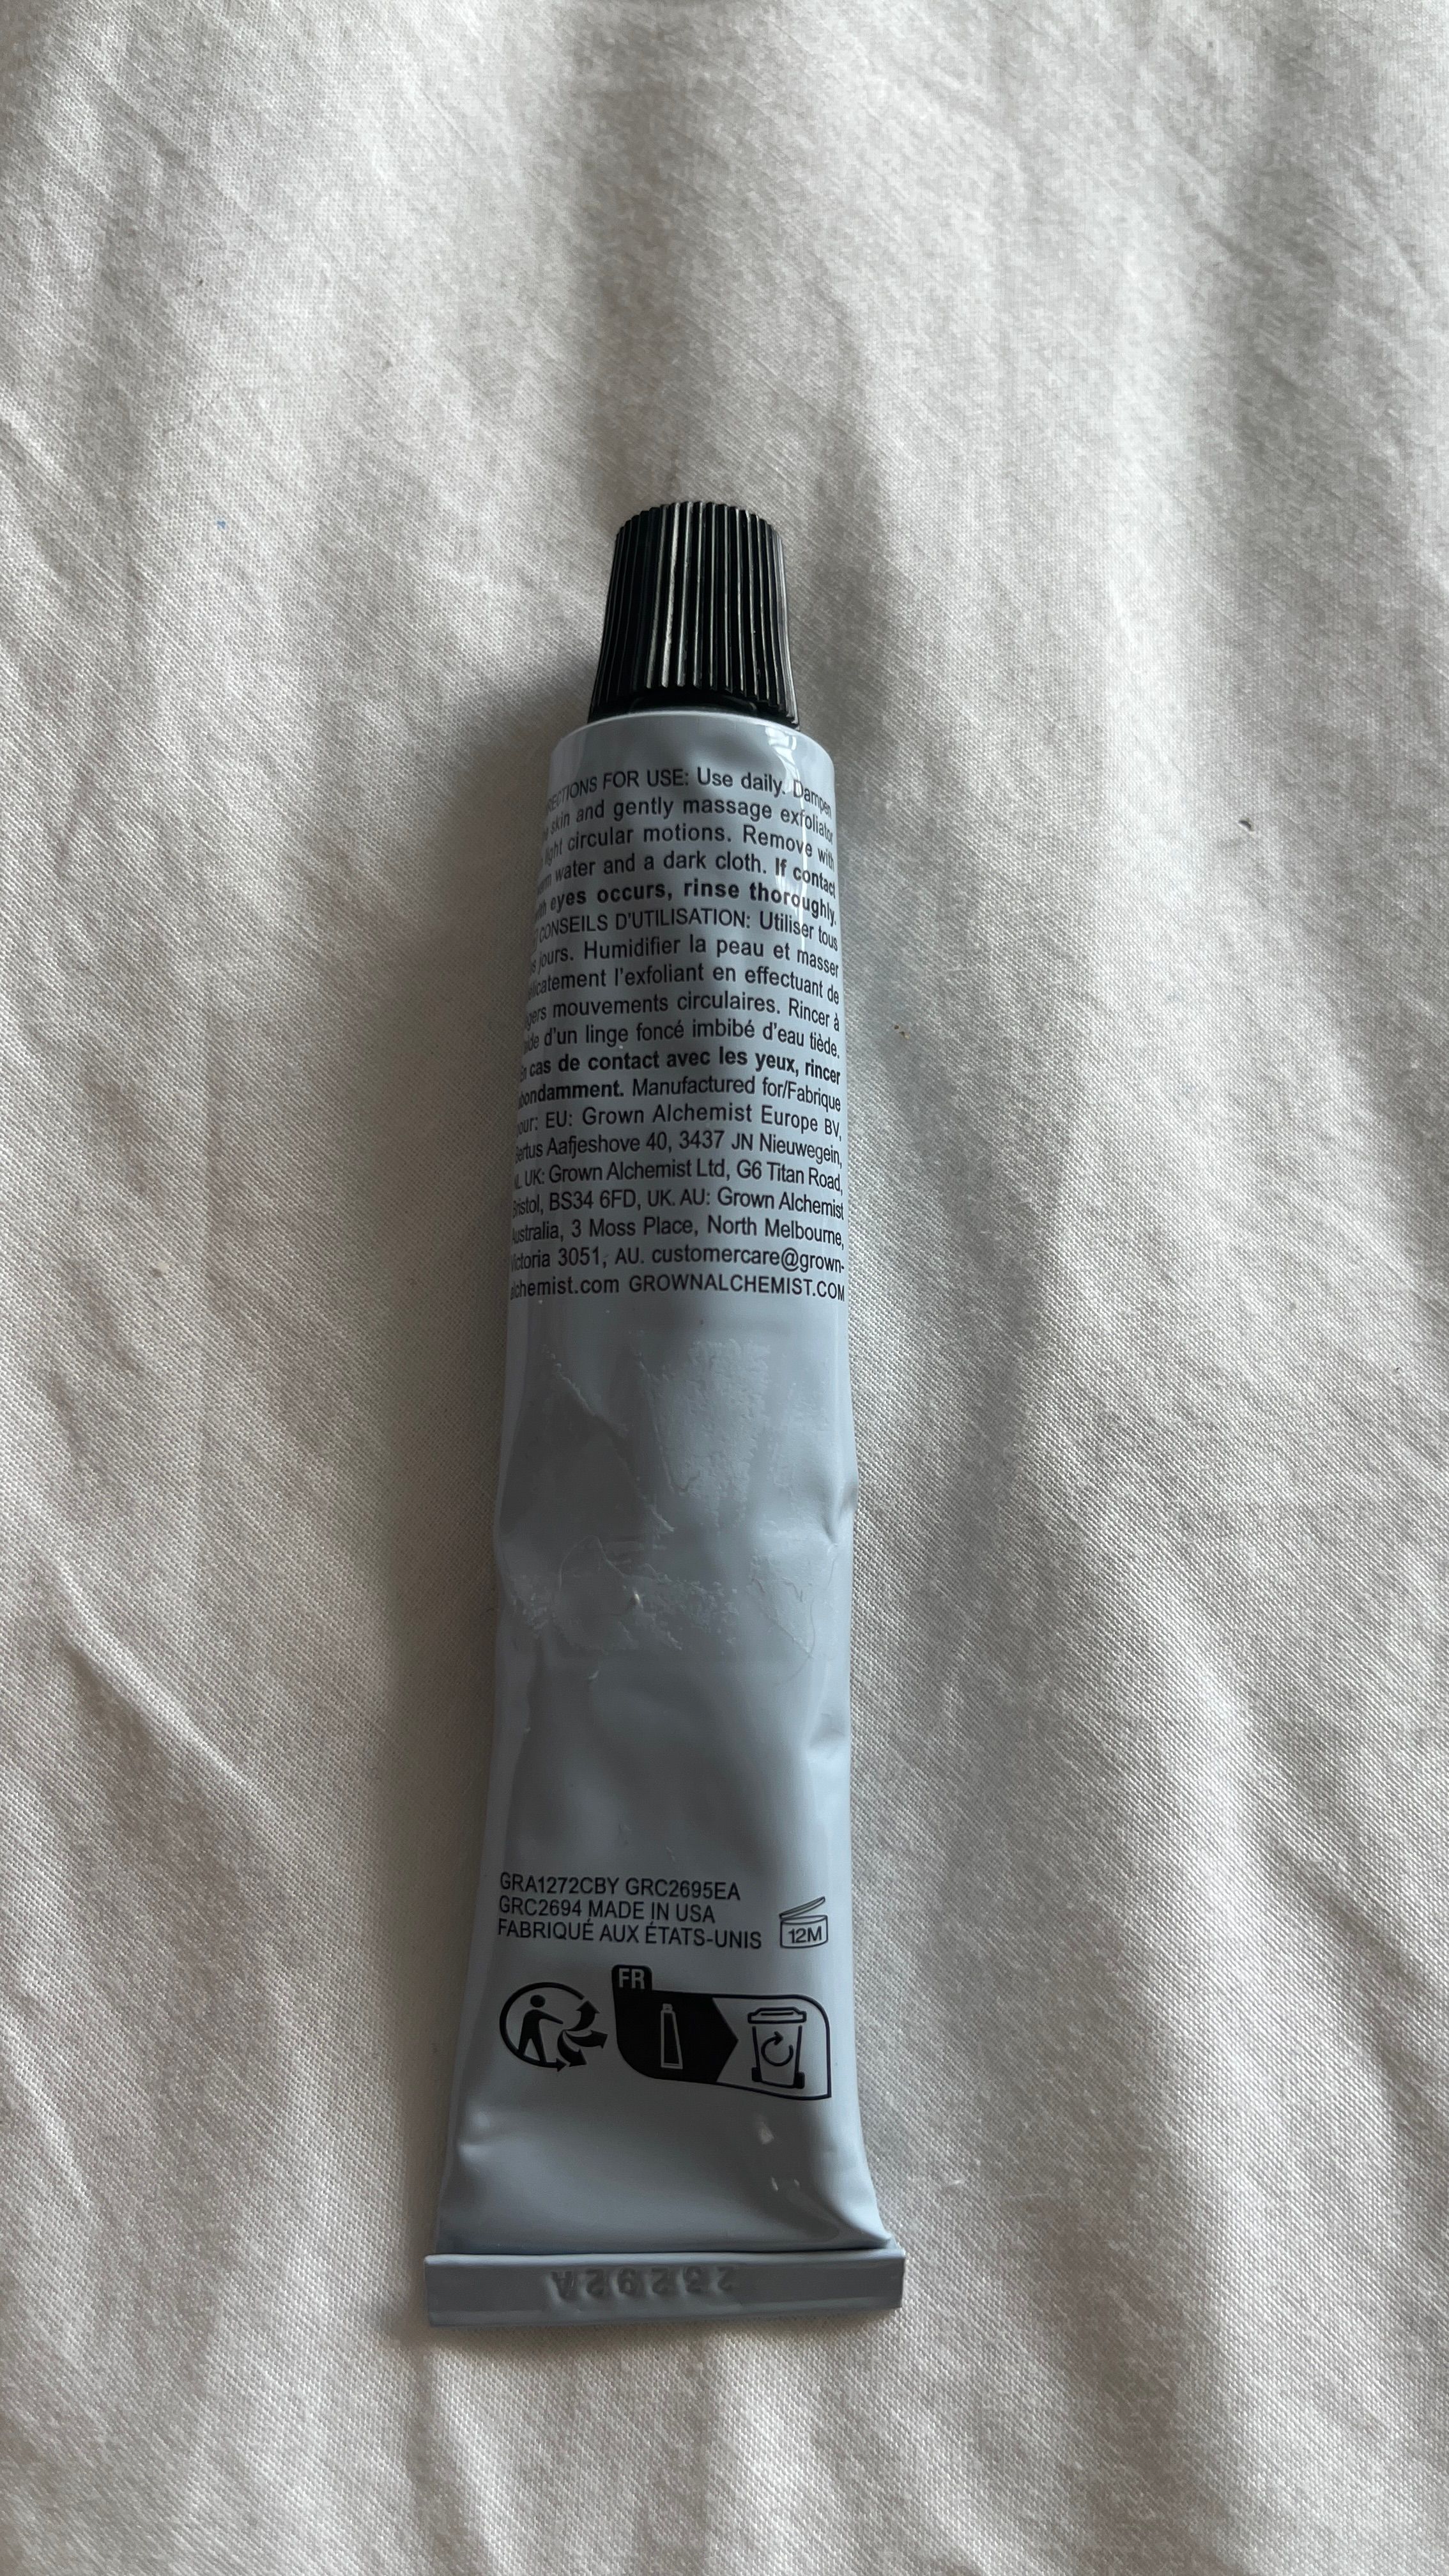 FOR USE: Use daily. Dampen
skin and gently massage exfoliator
light circular motions. Remove with
water and a dark cloth. If contact
with eyes occurs, rinse thoroughly.
CONSEILS D'UTILISATION: Utiliser tous
jours. Humidifier la peau et masser
l'exfoliant en effectuant de
mouvements circulaires. Rincer à
d'un linge foncé imbibé d'eau tiède.
En cas de contact avec les yeux, rincer
Manufactured for/Fabrique
EU: Grown Alchemist Europe BV,
Aafjeshove 40, 3437 JN Nieuwegein,
UK: Grown Alchemist Ltd, G6 Titan Road,
Bristol, BS34 6FD, UK. AU: Grown Alchemist
Australia, 3 Moss Place, North Melbourne,
Victoria 3051, AU. customercare@grown-
alchemist.com GROWNALCHEMIST.COM
GRA1272CBY GRC2695EA
GRC2694 MADE IN USA
FABRIQUÉ AUX ÉTATS-UNIS
12M
FR